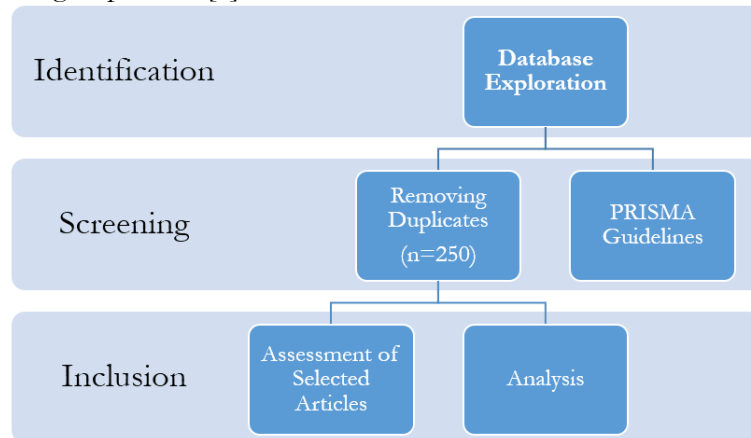 Identification
Database
Exploration
Screening
Removing
Duplicates
(n=250)
PRISMA
Guidelines
Inclusion
Assessment of
Selected
Articles
Analysis